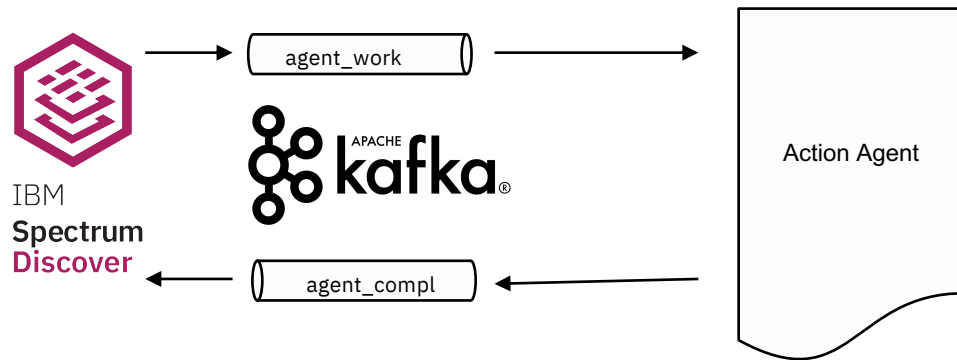 agent_work
APACHE
kafka®
Action Agent
IBM
Spectrum
Discover
agent_compl